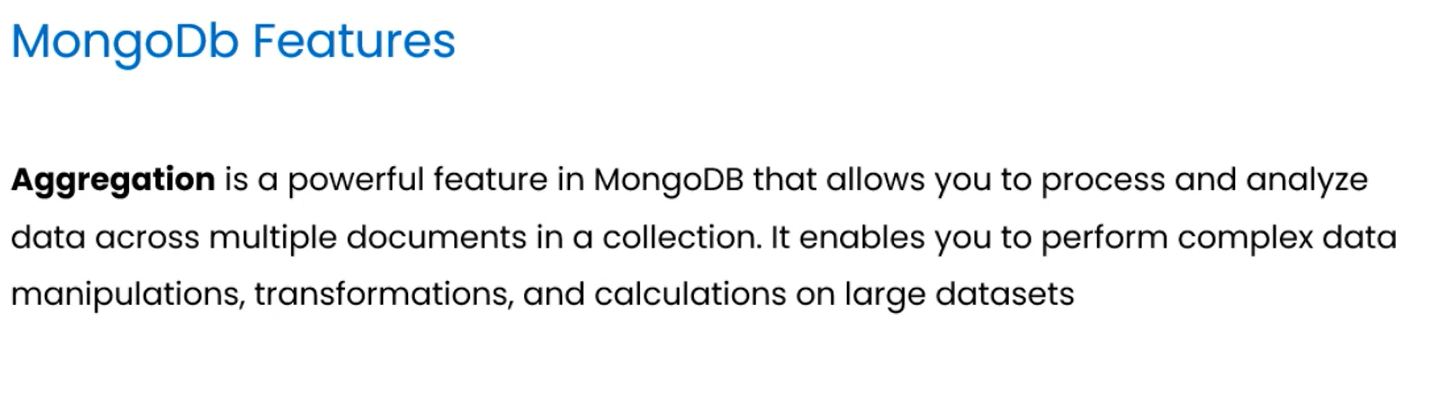 MongoDb Features
Aggregation is a powerful feature in MongoDB that allows you to process and analyze
data across multiple documents in a collection. It enables you to perform complex data
manipulations, transformations, and calculations on large datasets